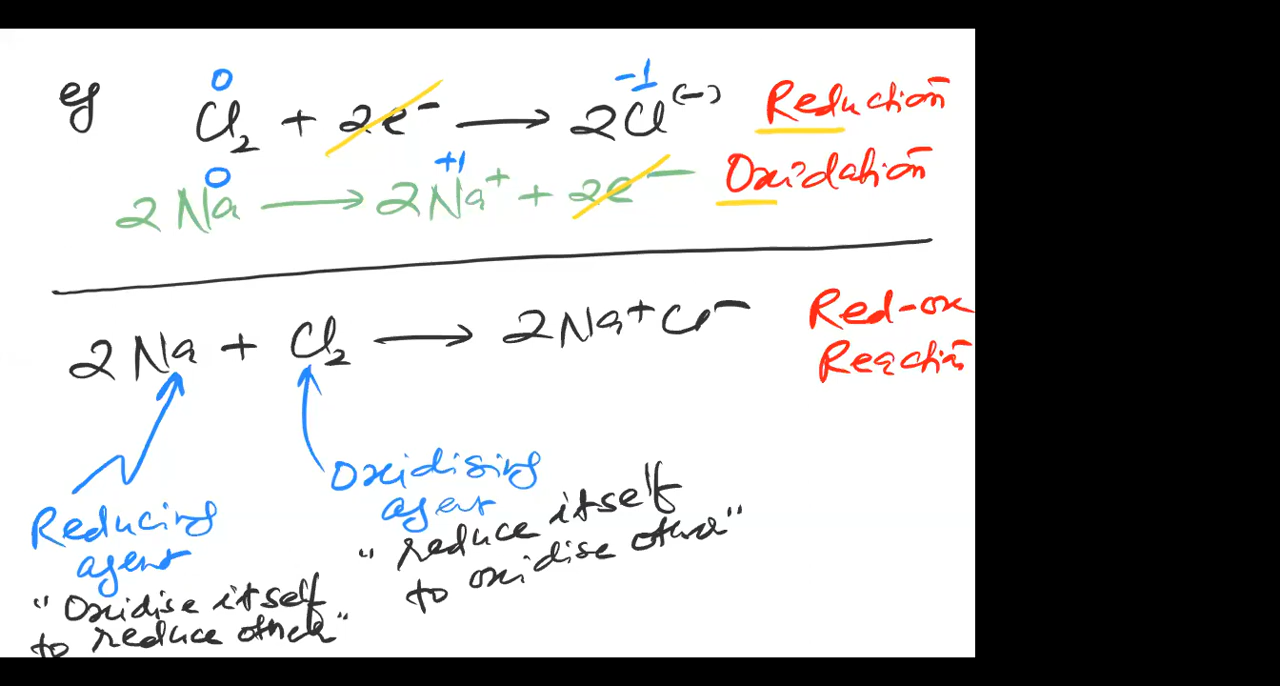 eg
0 -1
Cl₂ + 2e⁻ ⟶ 2Cl⁽⁻⁾ Reduction
0 +1
2Na ⟶ 2Na⁺ + 2e⁻ Oxidation
2Na + Cl₂ ⟶ 2Na⁺Cl⁻ Red-ox
Reaction
Reducing
agent
"Oxidise itself
to reduce other"
Oxidising
agent
"reduce itself
to oxidise other"